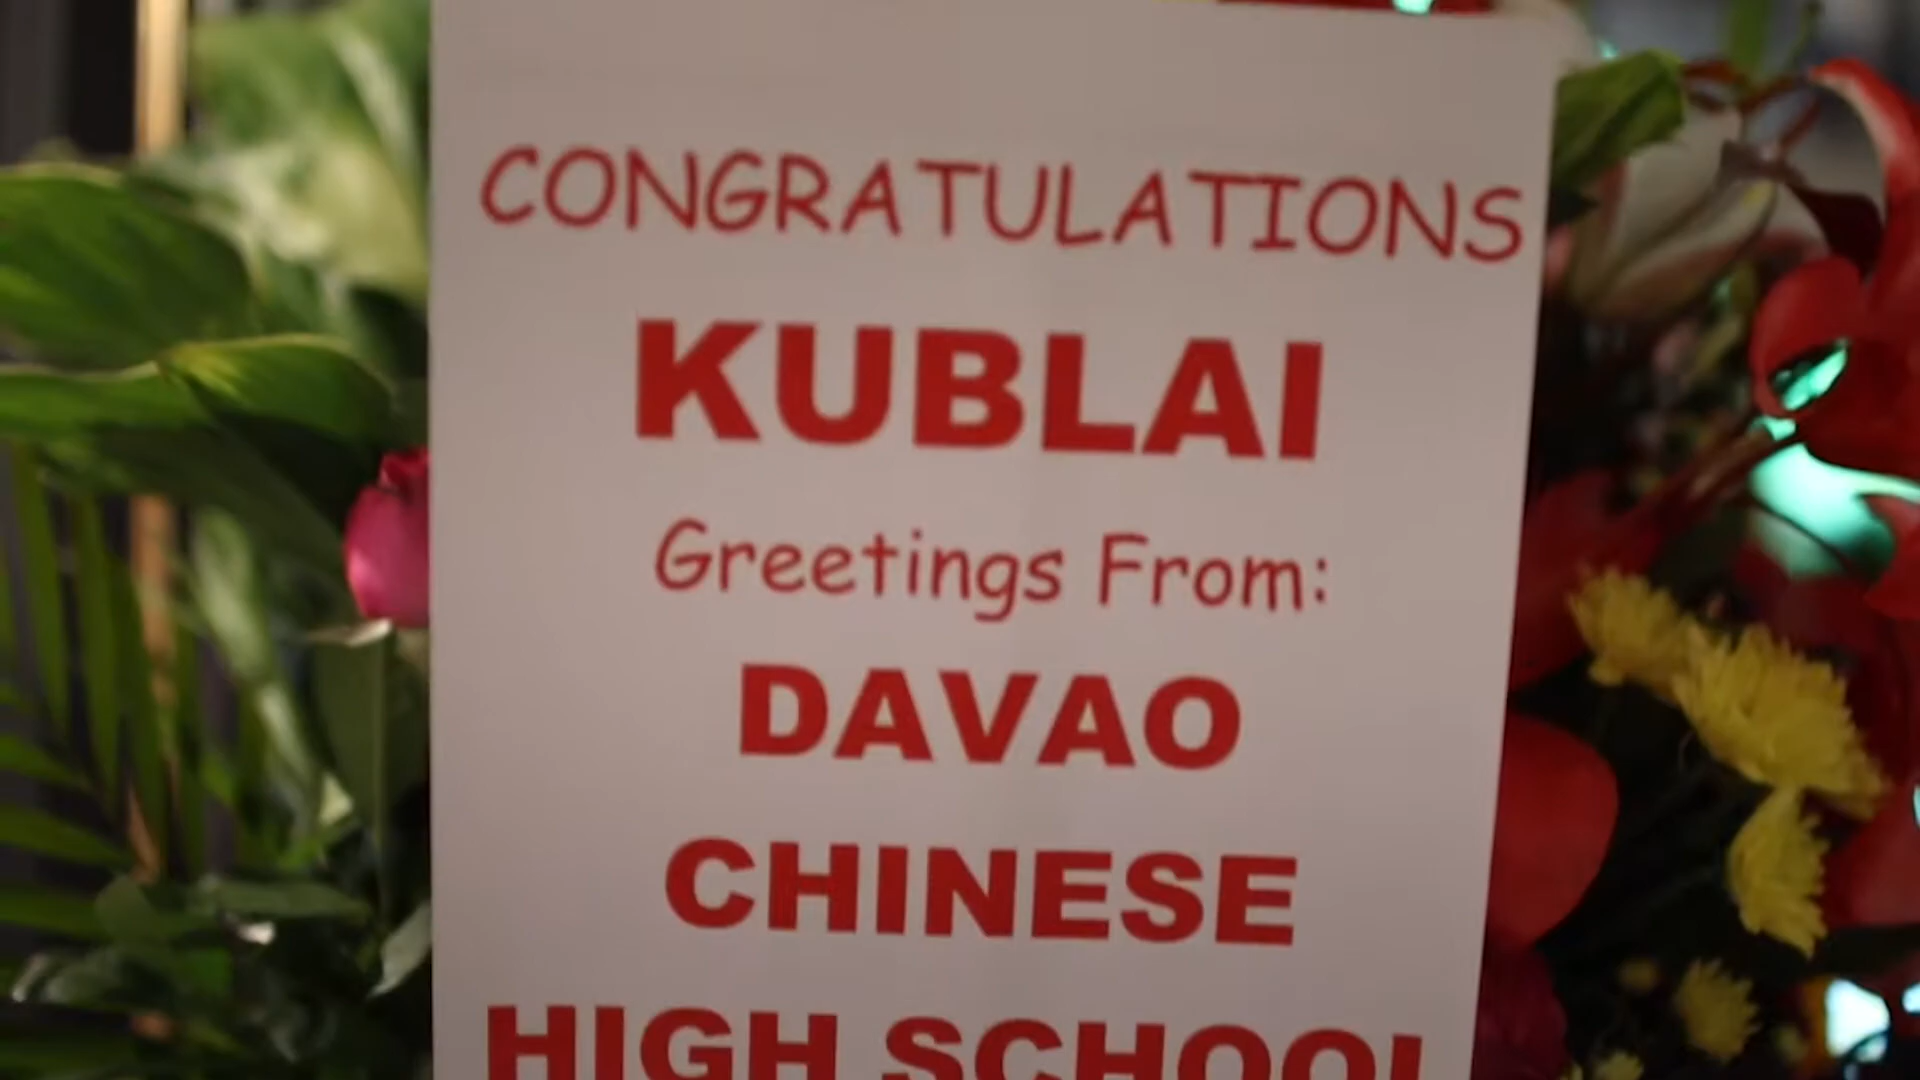 CONGRATULATIONS
KUBLAI
Greetings From:
DAVAO
CHINESE
HIGH SCHOOL